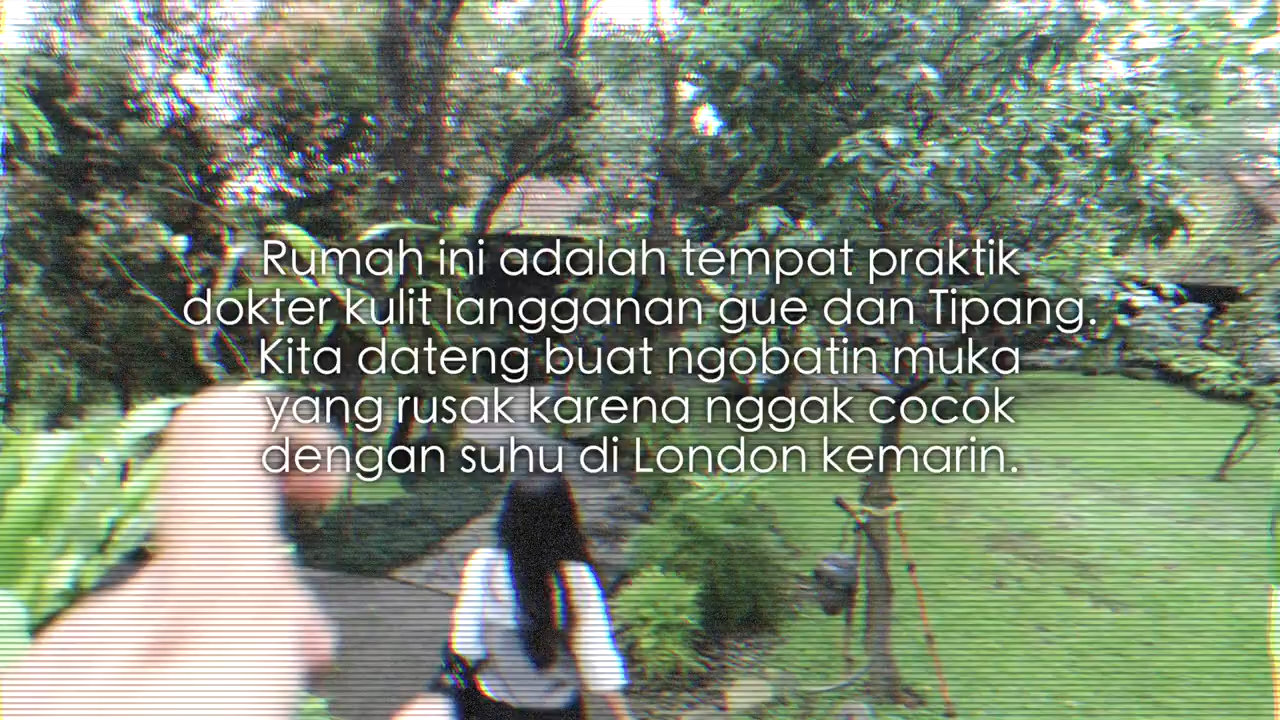 Rumah ini adalah tempat praktik
dokter kulit langganan gue dan Tipang.
Kita dateng buat ngobatin muka
yang rusak karena nggak cocok
dengan suhu di London kemarin.